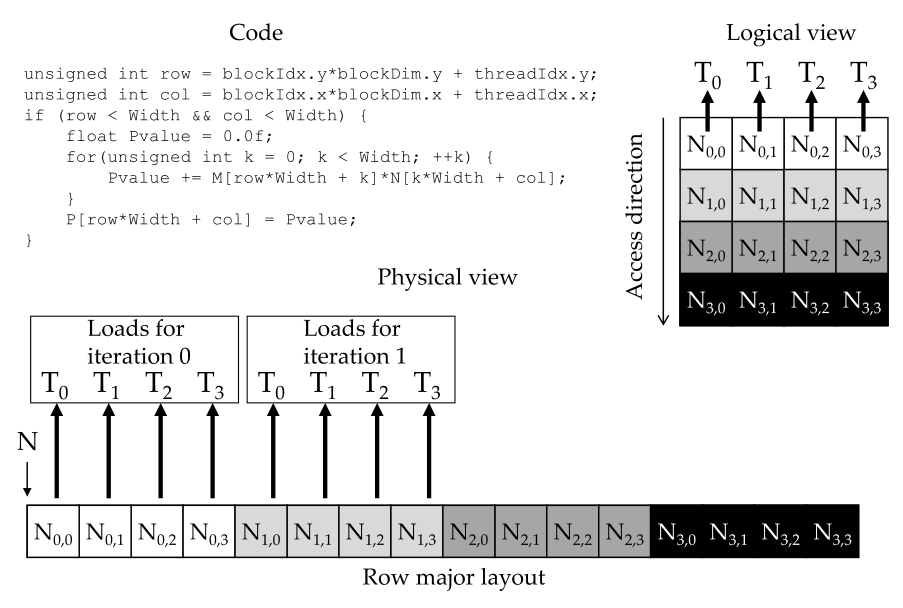 Code
unsigned int row = blockIdx.y*blockDim.y + threadIdx.y;
unsigned int col = blockIdx.x*blockDim.x + threadIdx.x;
if (row < Width && col < Width) {
    float Pvalue = 0.0f;
    for(unsigned int k = 0; k < Width; ++k) {
        Pvalue += M[row*Width + k]*N[k*Width + col];
    }
    P[row*Width + col] = Pvalue;
}
Logical view
T0 T1 T2 T3
Access direction
N0,0 N0,1 N0,2 N0,3
N1,0 N1,1 N1,2 N1,3
N2,0 N2,1 N2,2 N2,3
N3,0 N3,1 N3,2 N3,3
Physical view
Loads for
iteration 0
T0 T1 T2 T3
Loads for
iteration 1
T0 T1 T2 T3
N
N0,0 N0,1 N0,2 N0,3 N1,0 N1,1 N1,2 N1,3 N2,0 N2,1 N2,2 N2,3 N3,0 N3,1 N3,2 N3,3
Row major layout